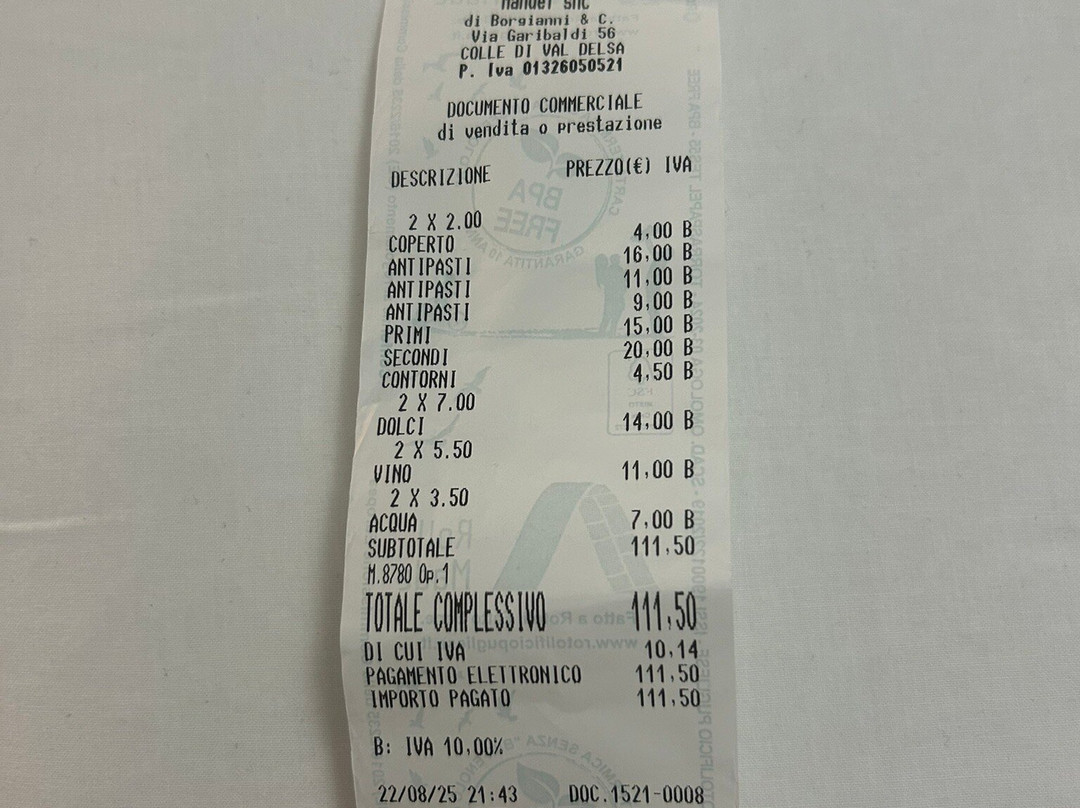 Manuel snc
di Borgianni & C.
Via Garibaldi 56
COLLE DI VAL DELSA
P. Iva 01326050521
DOCUMENTO COMMERCIALE
di vendita o prestazione
DESCRIZIONE PREZZO(€) IVA
2 X 2.00
COPERTO 4,00 B
ANTIPASTI 16,00 B
ANTIPASTI 11,00 B
ANTIPASTI 9,00 B
PRIMI 15,00 B
SECONDI 20,00 B
CONTORNI 4,50 B
2 X 7.00
DOLCI 14,00 B
2 X 5.50
VINO 11,00 B
2 X 3.50
ACQUA 7,00 B
SUBTOTALE 111,50
M.8780 Op.1
TOTALE COMPLESSIVO 111,50
DI CUI IVA 10,14
PAGAMENTO ELETTRONICO 111,50
IMPORTO PAGATO 111,50
B: IVA 10,00%
22/08/25 21:43 DOC.1521-0008
BPA
FREE